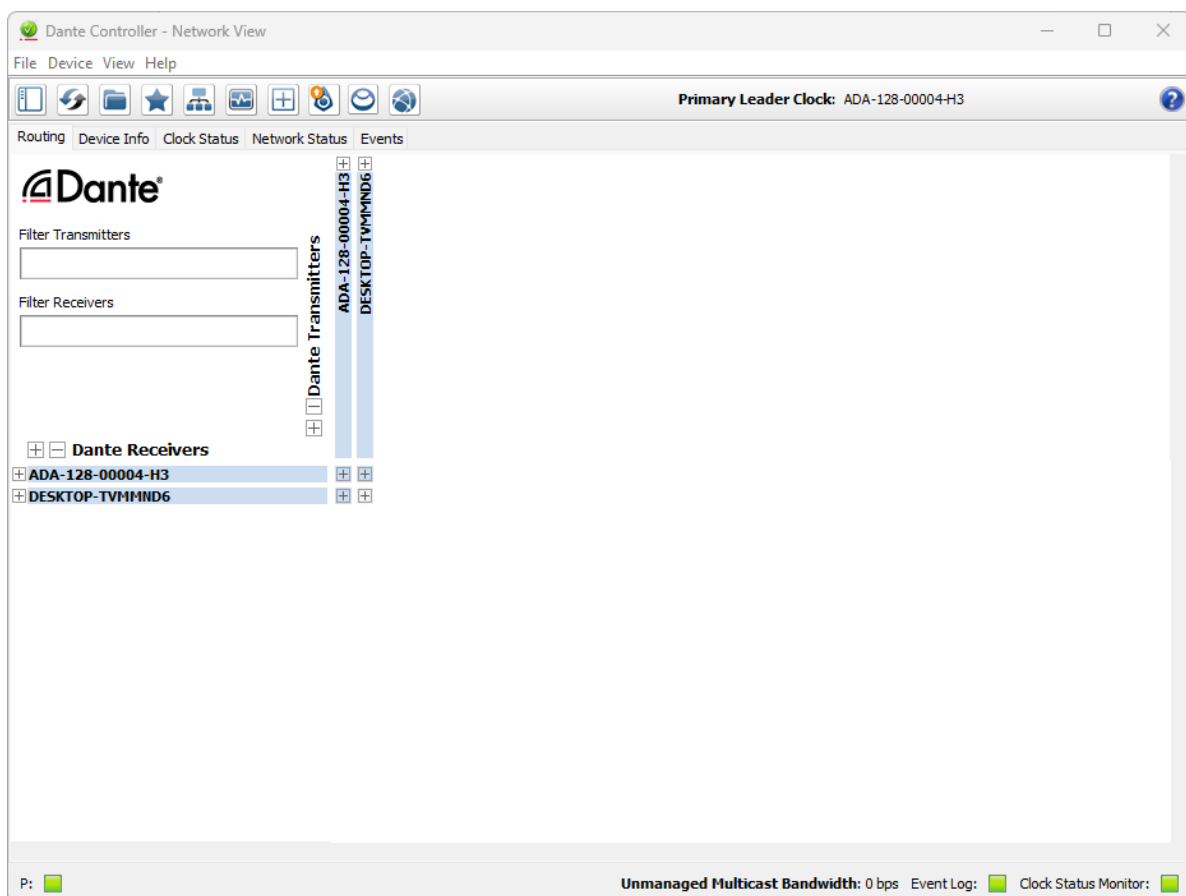 Dante Controller - Network View
File Device View Help
Primary Leader Clock: ADA-128-00004-H3
Routing Device Info Clock Status Network Status Events
Dante®
Filter Transmitters
Filter Receivers
Dante Transmitters
ADA-128-00004-H3
DESKTOP-TVMMND6
Dante Receivers
ADA-128-00004-H3
DESKTOP-TVMMND6
P:
Unmanaged Multicast Bandwidth: 0 bps Event Log: Clock Status Monitor: